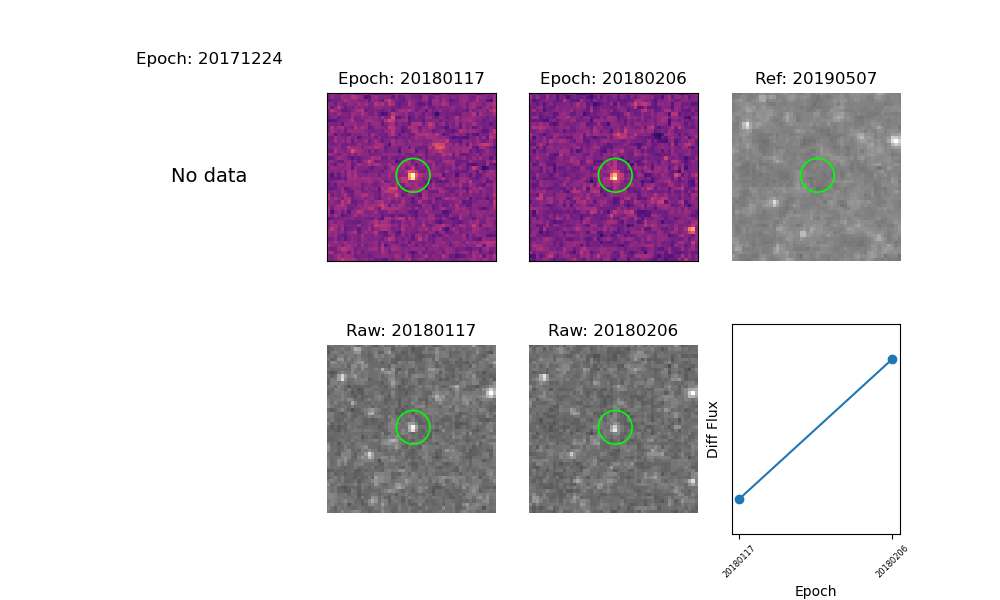 Epoch: 20171224
Epoch: 20180117
Epoch: 20180206
Ref: 20190507
No data
Raw: 20180117
Raw: 20180206
Diff Flux
20180117
20180206
Epoch